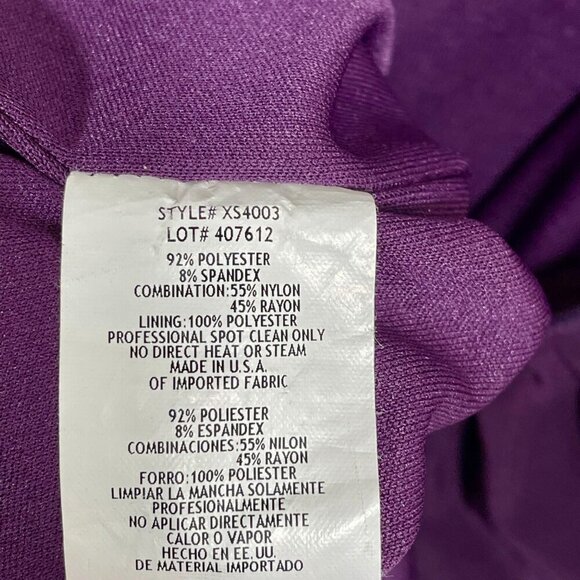 STYLE# XS4003
LOT# 407612
92% POLYESTER
8% SPANDEX
COMBINATION:55% NYLON
45% RAYON
LINING:100% POLYESTER
PROFESSIONAL SPOT CLEAN ONLY
NO DIRECT HEAT OR STEAM
MADE IN U.S.A.
OF IMPORTED FABRIC
92% POLIESTER
8% ESPANDEX
COMBINACIONES:55% NILON
45% RAYON
FORRO:100% POLIESTER
LIMPIAR LA MANCHA SOLAMENTE
PROFESIONALMENTE
NO APLICAR DIRECTAMENTE
CALOR O VAPOR
HECHO EN EE.UU.
DE MATERIAL IMPORTADO